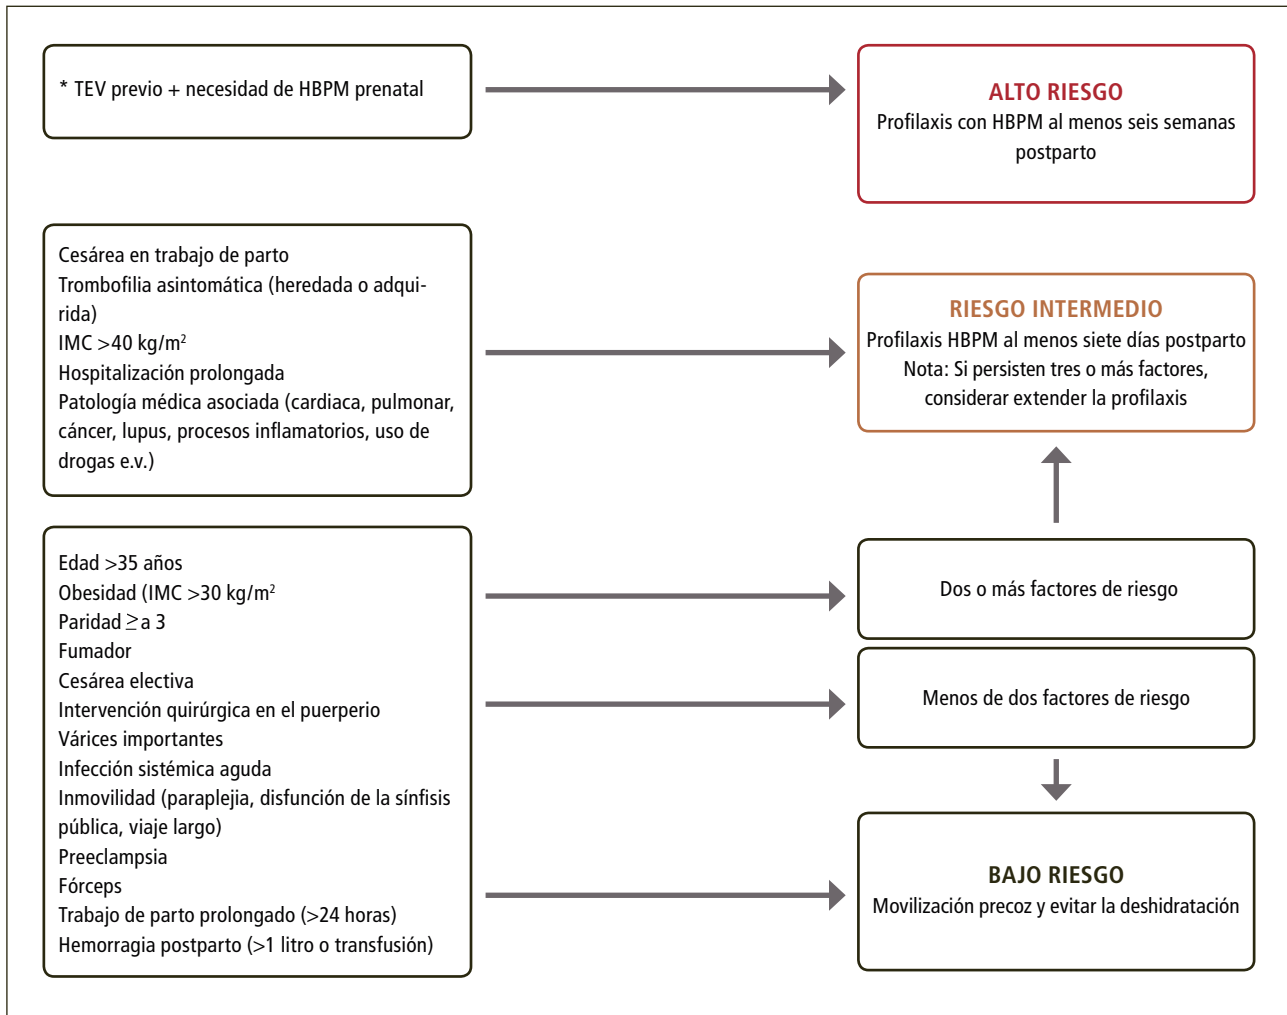 * TEV previo + necesidad de HBPM prenatal
ALTO RIESGO
Profilaxis con HBPM al menos seis semanas
postparto
Cesárea en trabajo de parto
Trombofilia asintomática (heredada o adqui-
rida)
IMC >40 kg/m²
Hospitalización prolongada
Patología médica asociada (cardiaca, pulmonar,
cáncer, lupus, procesos inflamatorios, uso de
drogas e.v.)
RIESGO INTERMEDIO
Profilaxis HBPM al menos siete días postparto
Nota: Si persisten tres o más factores,
considerar extender la profilaxis
Edad >35 años
Obesidad (IMC >30 kg/m²
Paridad ≥ a 3
Fumador
Cesárea electiva
Intervención quirúrgica en el puerperio
Várices importantes
Infección sistémica aguda
Inmovilidad (paraplejia, disfunción de la sínfisis
pública, viaje largo)
Preeclampsia
Fórceps
Trabajo de parto prolongado (>24 horas)
Hemorragia postparto (>1 litro o transfusión)
Dos o más factores de riesgo
Menos de dos factores de riesgo
BAJO RIESGO
Movilización precoz y evitar la deshidratación